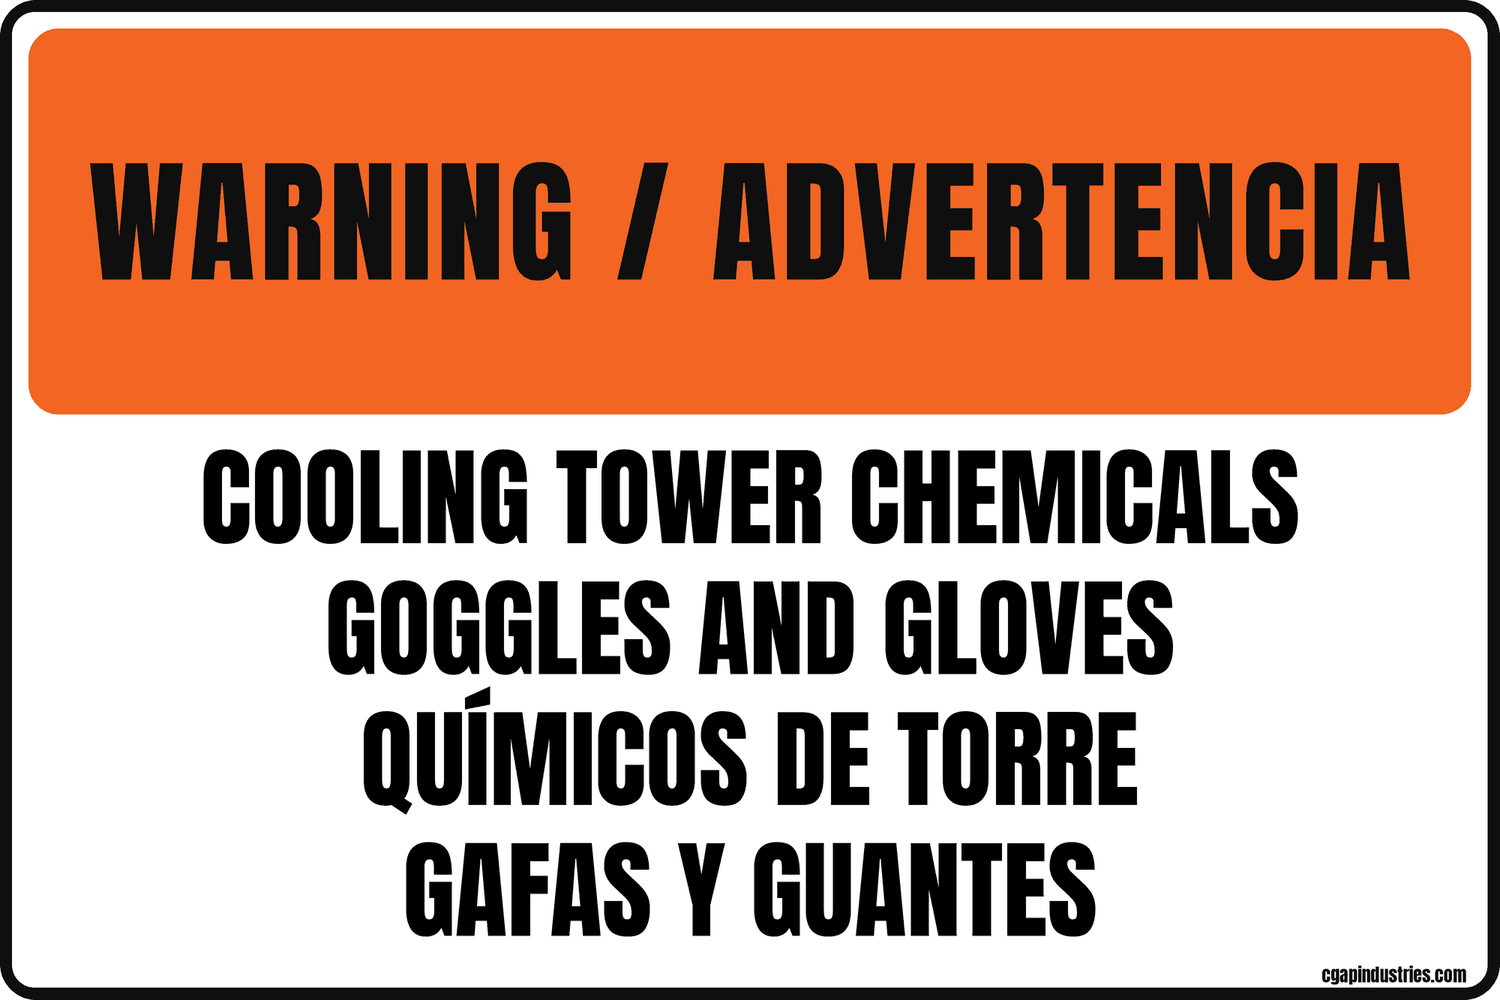 WARNING / ADVERTENCIA
COOLING TOWER CHEMICALS
GOGGLES AND GLOVES
QUÍMICOS DE TORRE
GAFAS Y GUANTES
cgapindustries.com